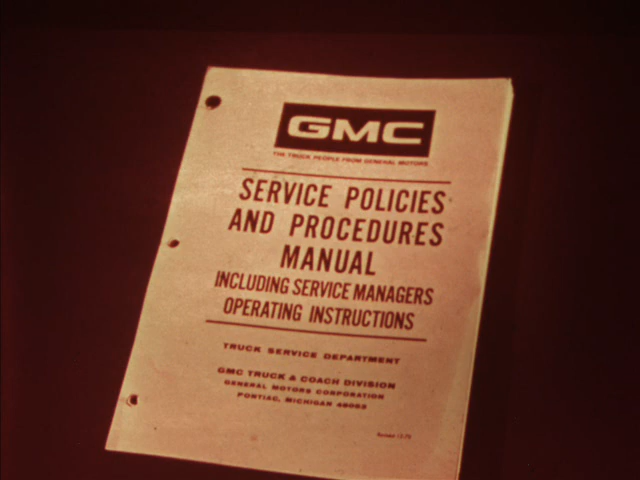 GMC
THE TRUCK PEOPLE FROM GENERAL MOTORS
SERVICE POLICIES
AND PROCEDURES
MANUAL
INCLUDING SERVICE MANAGERS
OPERATING INSTRUCTIONS
TRUCK SERVICE DEPARTMENT
GMC TRUCK & COACH DIVISION
GENERAL MOTORS CORPORATION
PONTIAC, MICHIGAN 48053
Revised